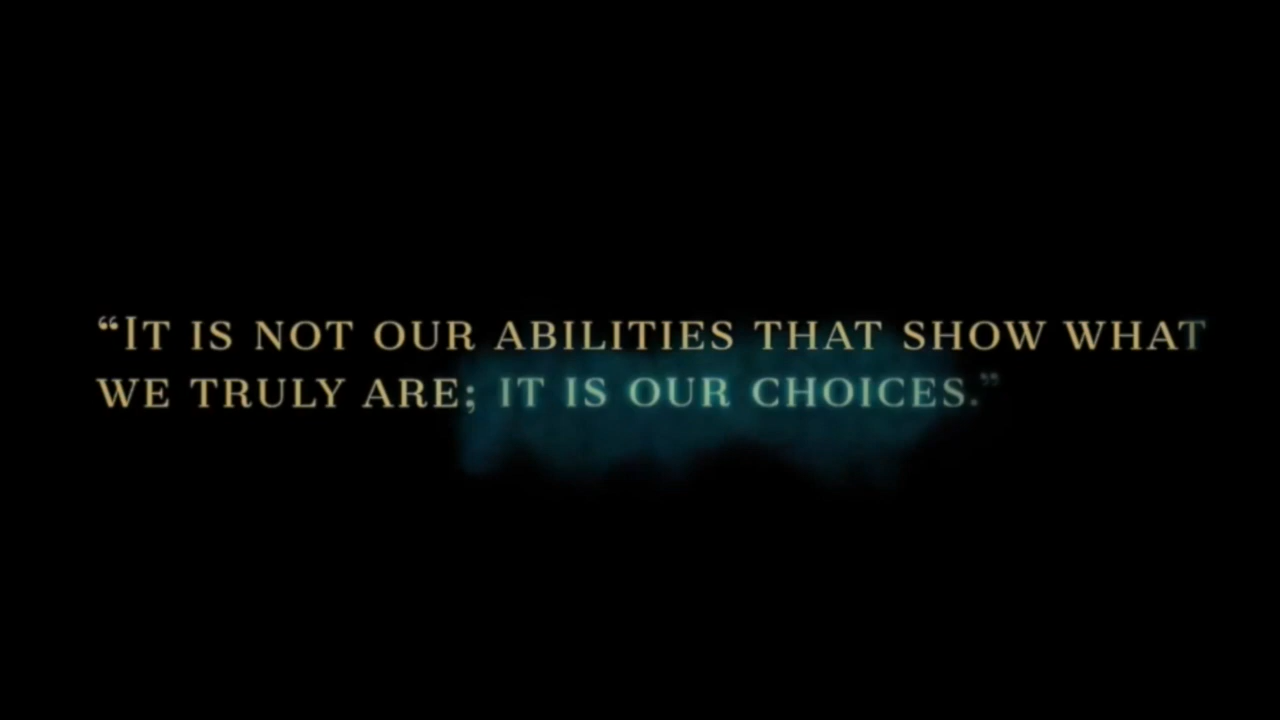 “IT IS NOT OUR ABILITIES THAT SHOW WHAT
WE TRULY ARE; IT IS OUR CHOICES.”